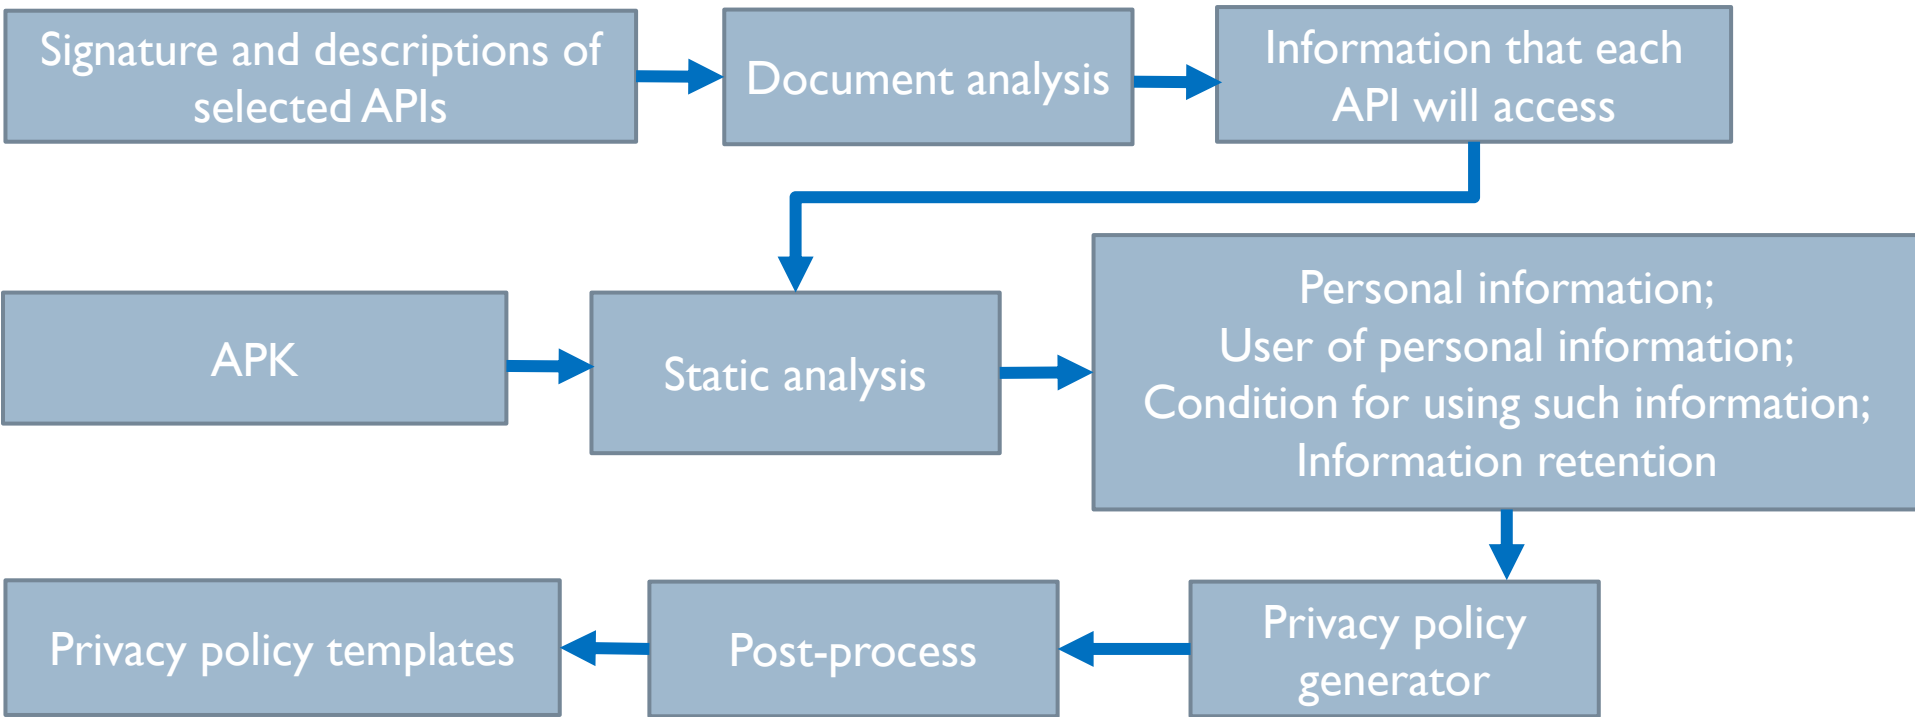 Signature and descriptions of
selected APIs
Document analysis
Information that each
API will access
APK
Static analysis
Personal information;
User of personal information;
Condition for using such information;
Information retention
Privacy policy templates
Post-process
Privacy policy
generator